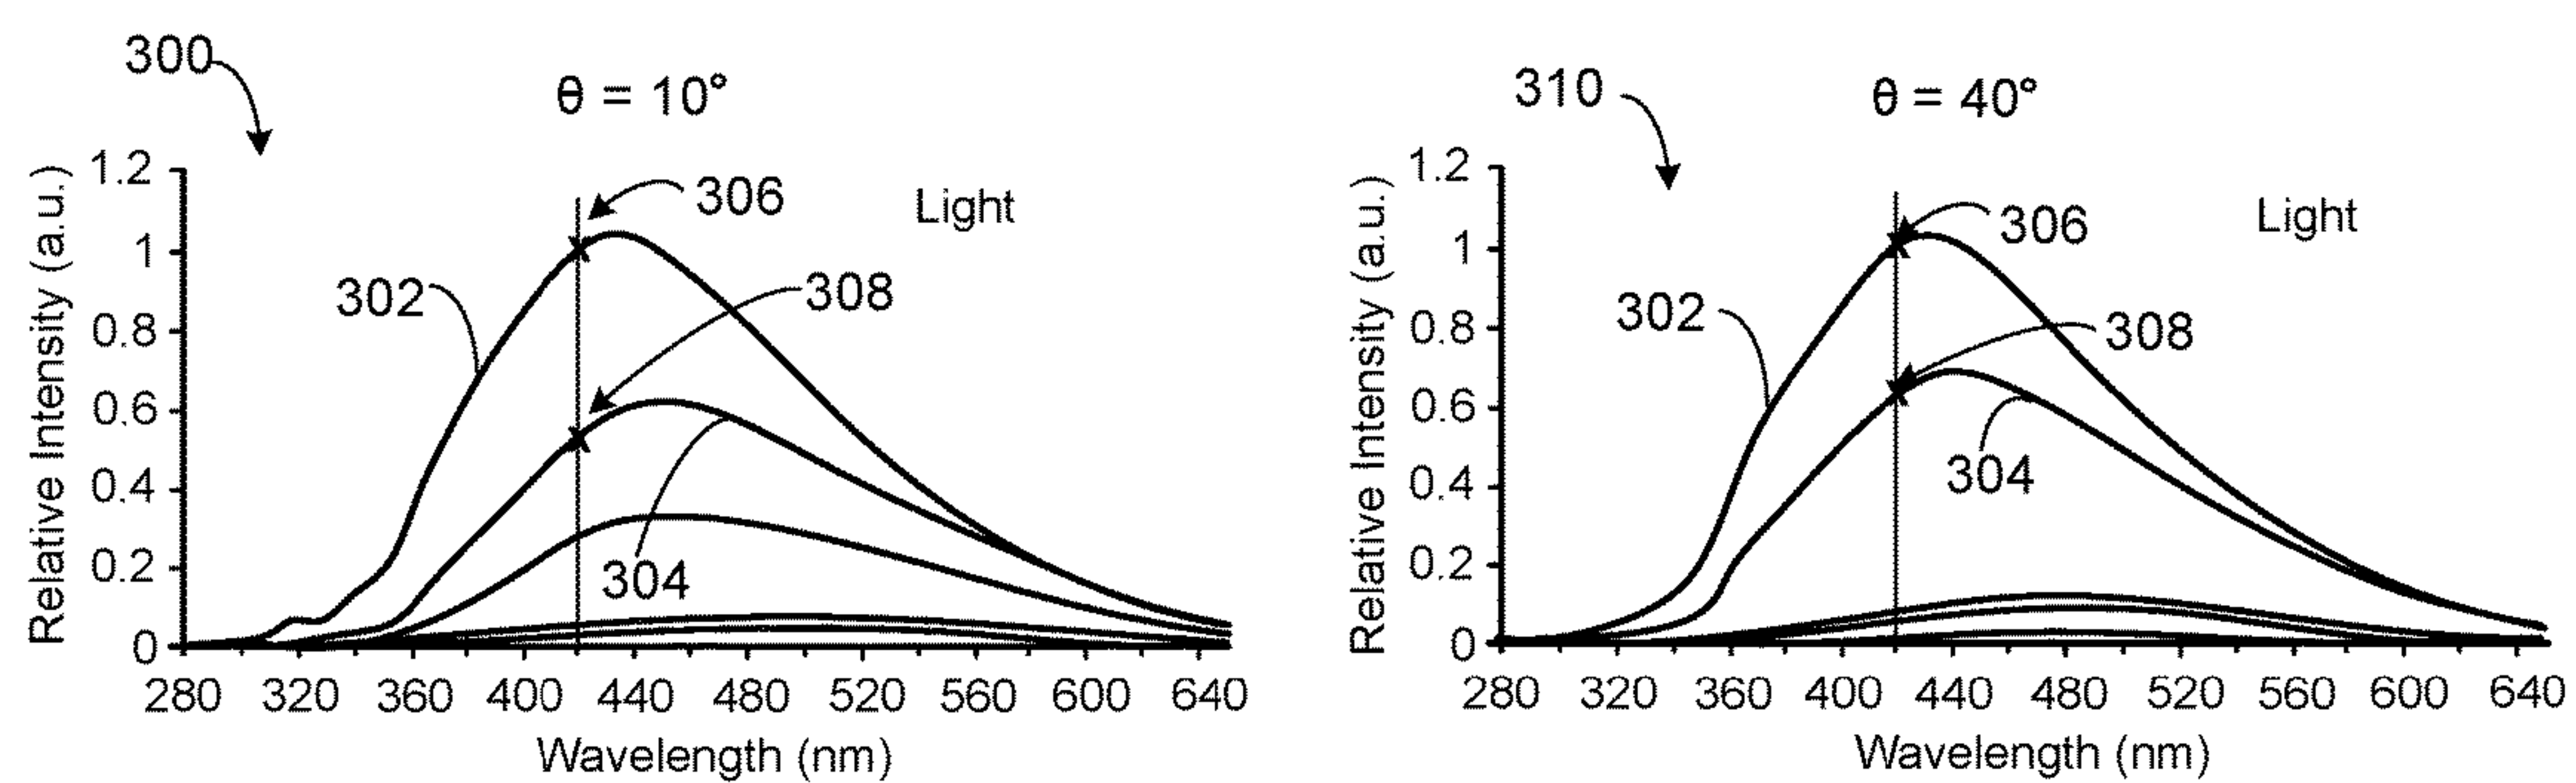 300
θ = 10°
Relative Intensity (a.u.)
1.2
1
0.8
0.6
0.4
0.2
0
306
Light
302
308
304
280 320 360 400 440 480 520 560 600 640
Wavelength (nm)
310
θ = 40°
Relative Intensity (a.u.)
1.2
1
0.8
0.6
0.4
0.2
0
306
Light
302
308
304
280 320 360 400 440 480 520 560 600 640
Wavelength (nm)